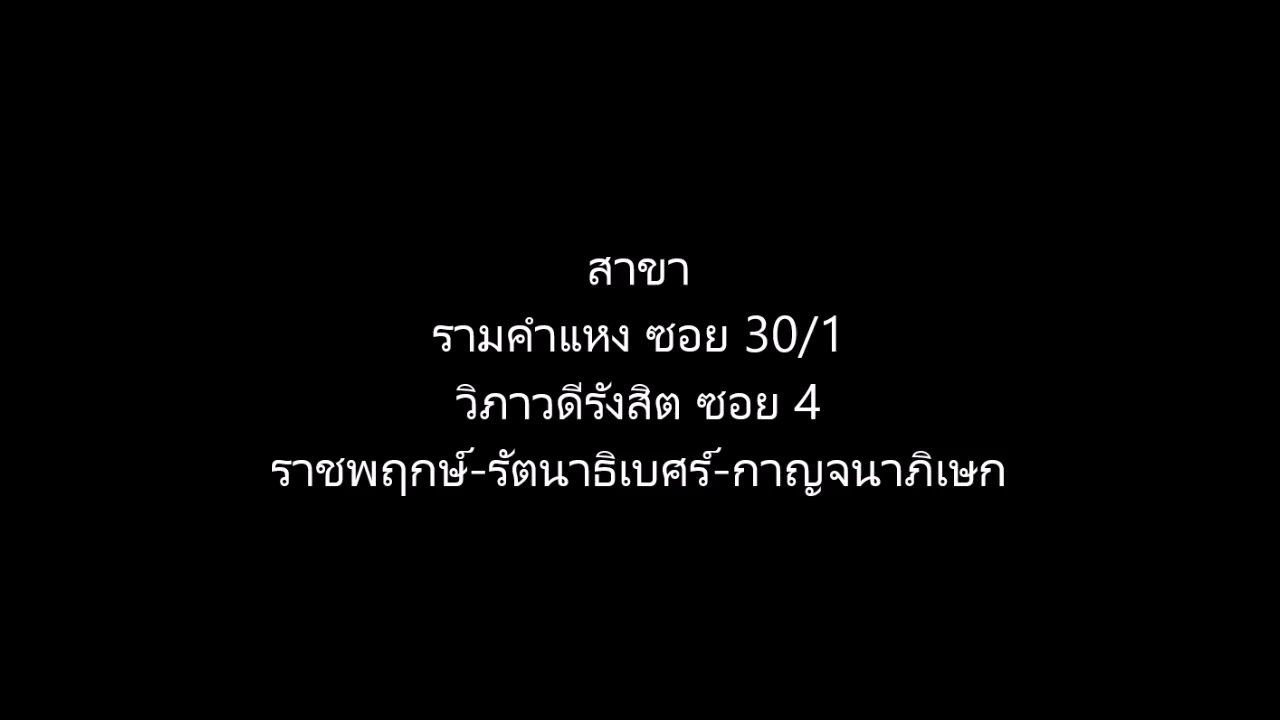 สาขา
รามคำแหง ซอย 30/1
วิภาวดีรังสิต ซอย 4
ราชพฤกษ์-รัตนาธิเบศร์-กาญจนาภิเษก